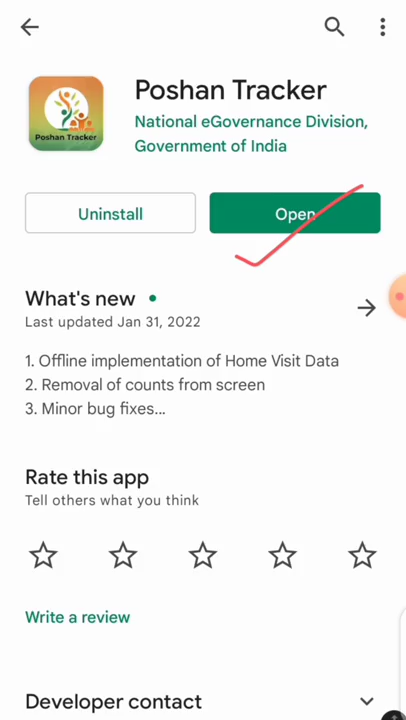 Poshan Tracker
Poshan Tracker
National eGovernance Division,
Government of India
Uninstall
Open
What's new
Last updated Jan 31, 2022
1. Offline implementation of Home Visit Data
2. Removal of counts from screen
3. Minor bug fixes...
Rate this app
Tell others what you think
Write a review
Developer contact